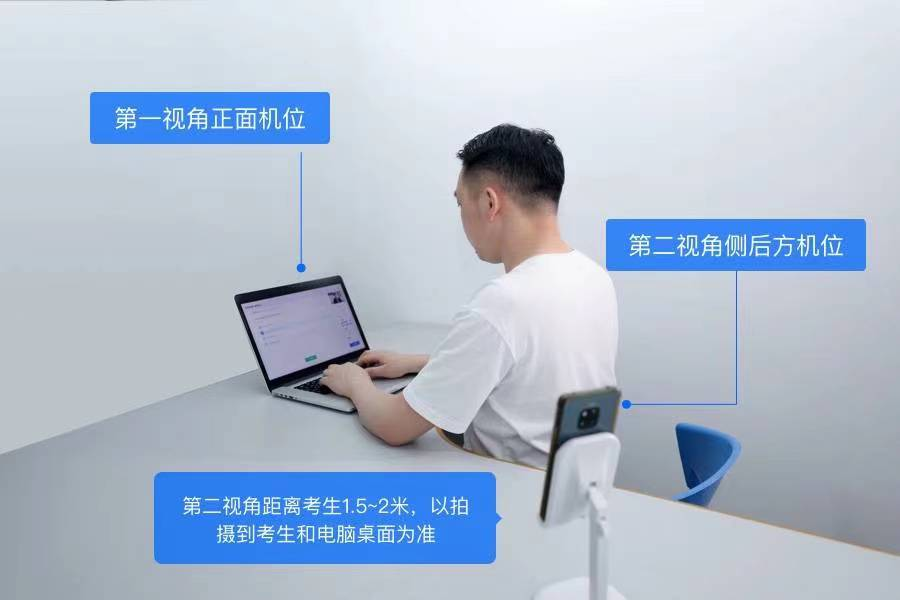 第一视角正面机位
第二视角侧后方机位
第二视角距离考生1.5~2米，以拍
摄到考生和电脑桌面为准